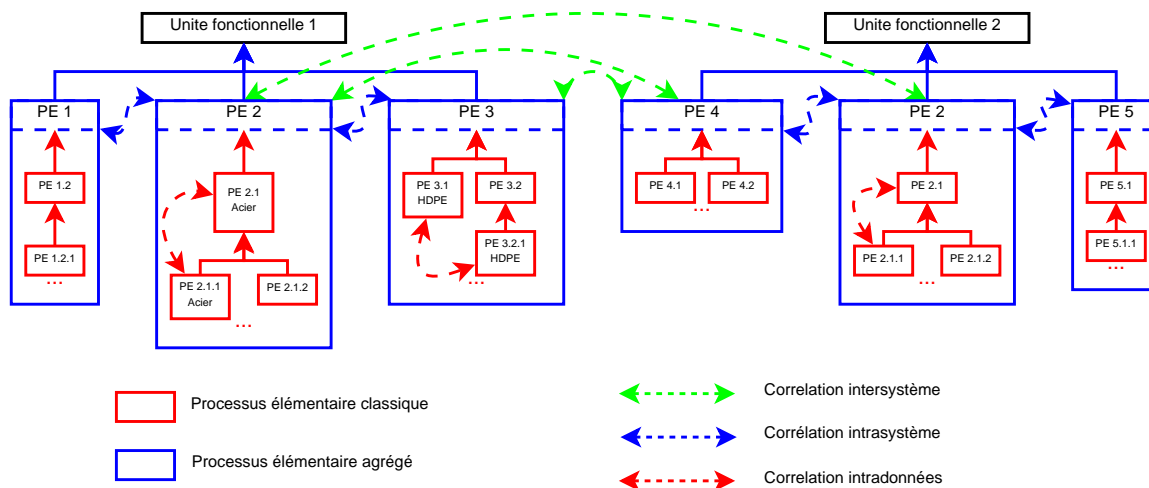 Unite fonctionnelle 1
Unite fonctionnelle 2
PE 1
PE 2
PE 3
PE 4
PE 2
PE 5
PE 1.2
PE 1.2.1
...
PE 2.1
Acier
PE 2.1.1
Acier
PE 2.1.2
...
PE 3.1
HDPE
PE 3.2
PE 3.2.1
HDPE
...
PE 4.1
PE 4.2
...
PE 2.1
PE 2.1.1
PE 2.1.2
...
PE 5.1
PE 5.1.1
...
Processus élémentaire classique
Processus élémentaire agrégé
Correlation intersystème
Corrélation intrasystème
Correlation intradonnées